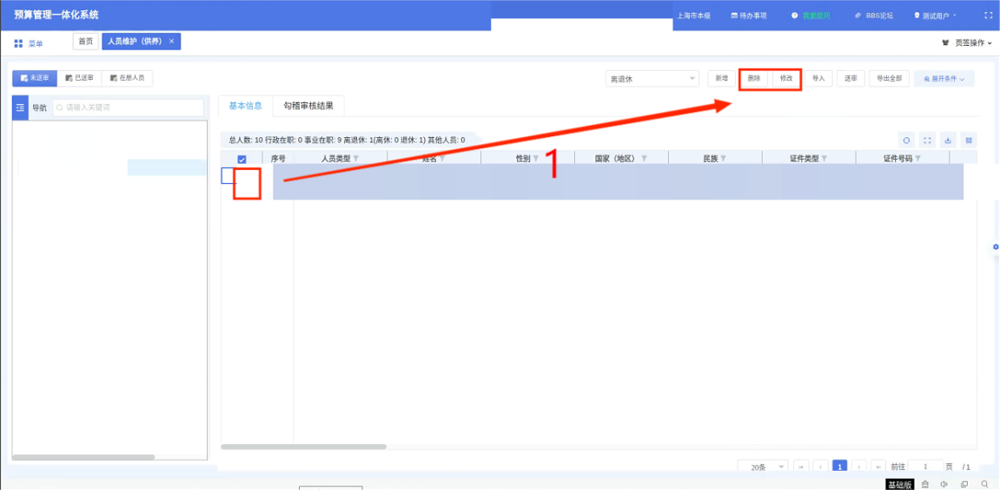 预算管理一体化系统
上海市本级 待办事项 我要提问 BBS论坛 测试用户
菜单 首页 人员维护（供养） × 页签操作
未送审 已送审 在册人员 离退休 新增 删除 修改 导入 送审 导出全部 展开条件
导航 请输入关键词 基本信息 勾稽审核结果
总人数: 10 行政在职: 0 事业在职: 9 离退休: 1(离休: 0 退休: 1) 其他人员: 0
序号 人员类型 姓名 性别 国家（地区） 民族 证件类型 证件号码
1
20条 1 前往 1 页 / 1
基础版